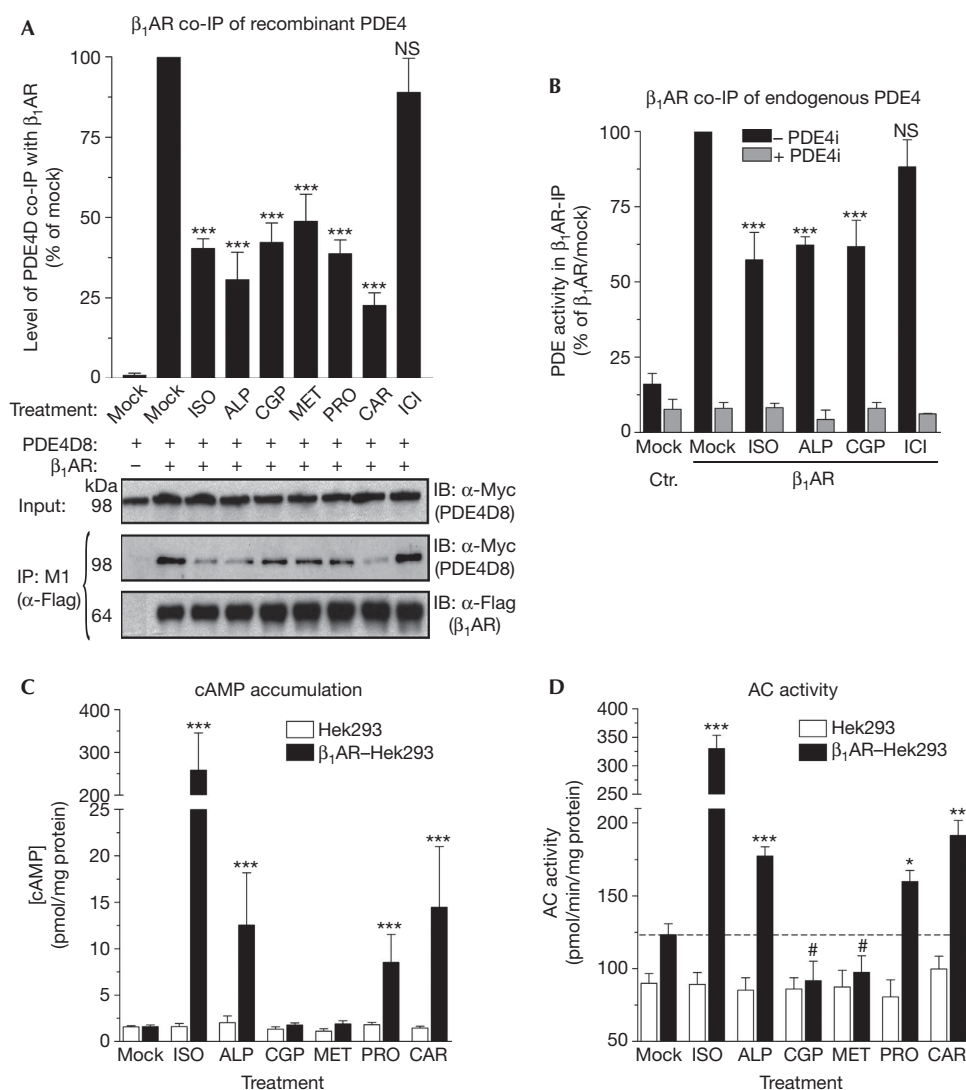 A
β₁AR co-IP of recombinant PDE4
Level of PDE4D co-IP with β₁AR
(% of mock)
100
75
50
25
0
***
***
***
***
***
***
NS
Treatment:
Mock
Mock
ISO
ALP
CGP
MET
PRO
CAR
ICI
PDE4D8: + + + + + + + + +
β₁AR: – + + + + + + + +
kDa
Input: 98
IB: α-Myc
(PDE4D8)
IP: M1
(α-Flag)
98
IB: α-Myc
(PDE4D8)
64
IB: α-Flag
(β₁AR)
B
β₁AR co-IP of endogenous PDE4
PDE activity in β₁AR-IP
(% of β₁AR/mock)
100
75
50
25
0
– PDE4i
+ PDE4i
***
***
***
NS
Mock Mock ISO ALP CGP ICI
Ctr. β₁AR
C
cAMP accumulation
[cAMP]
(pmol/mg protein)
400
350
300
250
200
25
20
15
10
5
0
Hek293
β₁AR–Hek293
***
***
***
***
Mock ISO ALP CGP MET PRO CAR
Treatment
D
AC activity
AC activity
(pmol/min/mg protein)
400
350
300
200
150
100
50
Hek293
β₁AR–Hek293
***
***
#
#
*
**
Mock ISO ALP CGP MET PRO CAR
Treatment